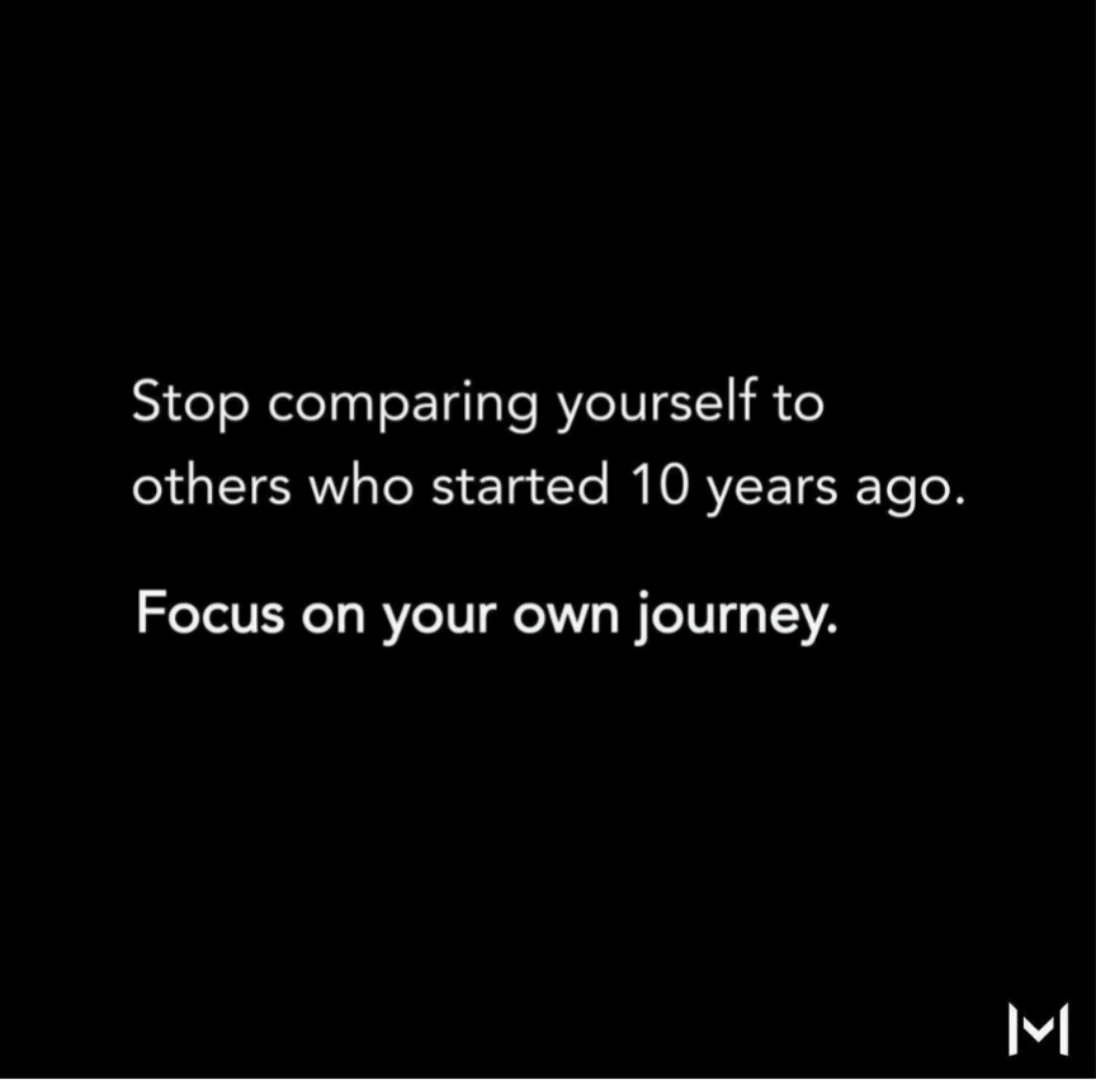 Stop comparing yourself to
others who started 10 years ago.
Focus on your own journey.
M